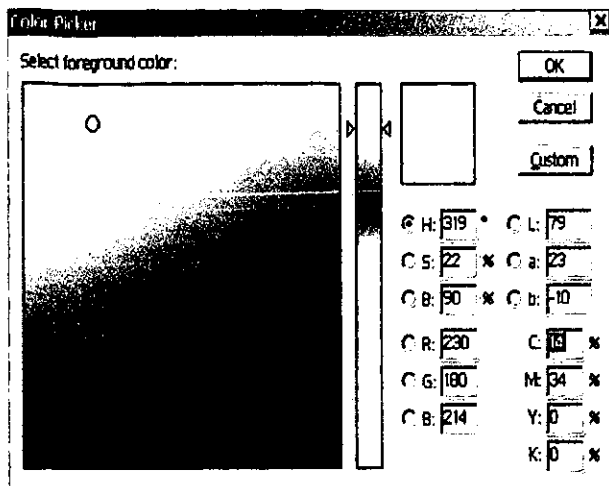 Color Picker
Select foreground color:
OK
Cancel
Custom
H: 319 °
L: 79
S: 22 %
a: 23
B: 90 %
b: -10
R: 230
C: %
G: 180
M: 34 %
B: 214
Y: 0 %
K: 0 %